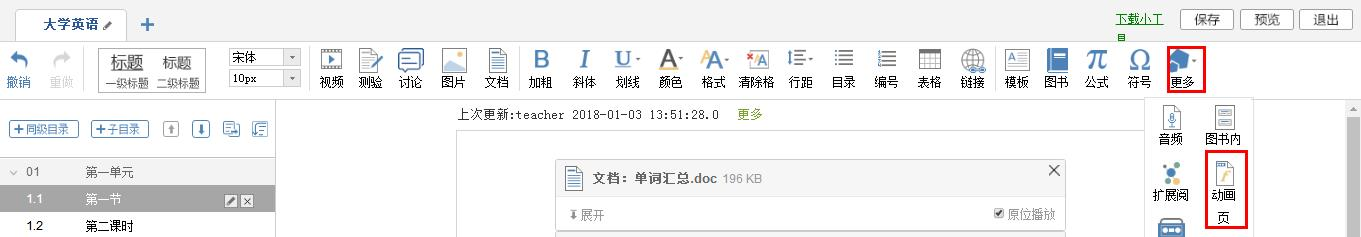 大学英语
下载小工具
保存
预览
退出
撤销
重做
标题
一级标题
标题
二级标题
宋体
10px
视频
测验
讨论
图片
文档
B
加粗
I
斜体
U
划线
A
颜色
格式
清除格
行距
目录
编号
表格
链接
模板
图书
π
公式
Ω
符号
更多
同级目录
子目录
上次更新:teacher 2018-01-03 13:51:28.0 更多
音频
图书内
01 第一单元
文档：单词汇总.doc 196 KB
扩展阅
动画
页
1.1 第一节
展开
原位播放
1.2 第二课时